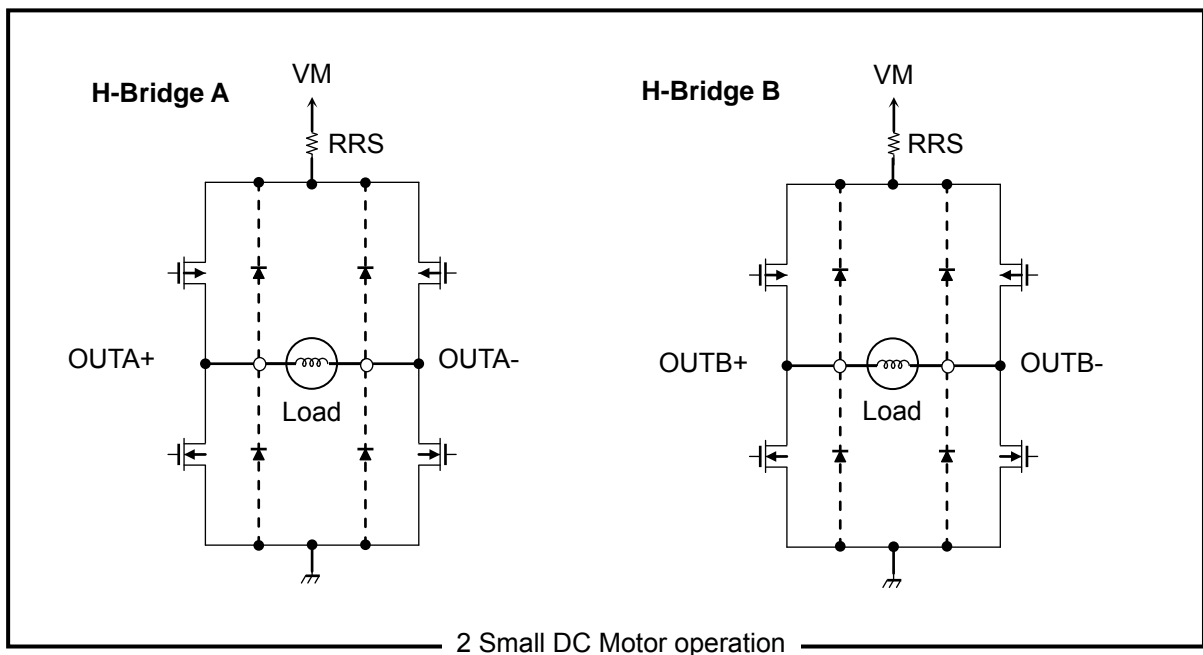 H-Bridge A
VM
RRS
OUTA+
OUTA-
Load
H-Bridge B
VM
RRS
OUTB+
OUTB-
Load
2 Small DC Motor operation